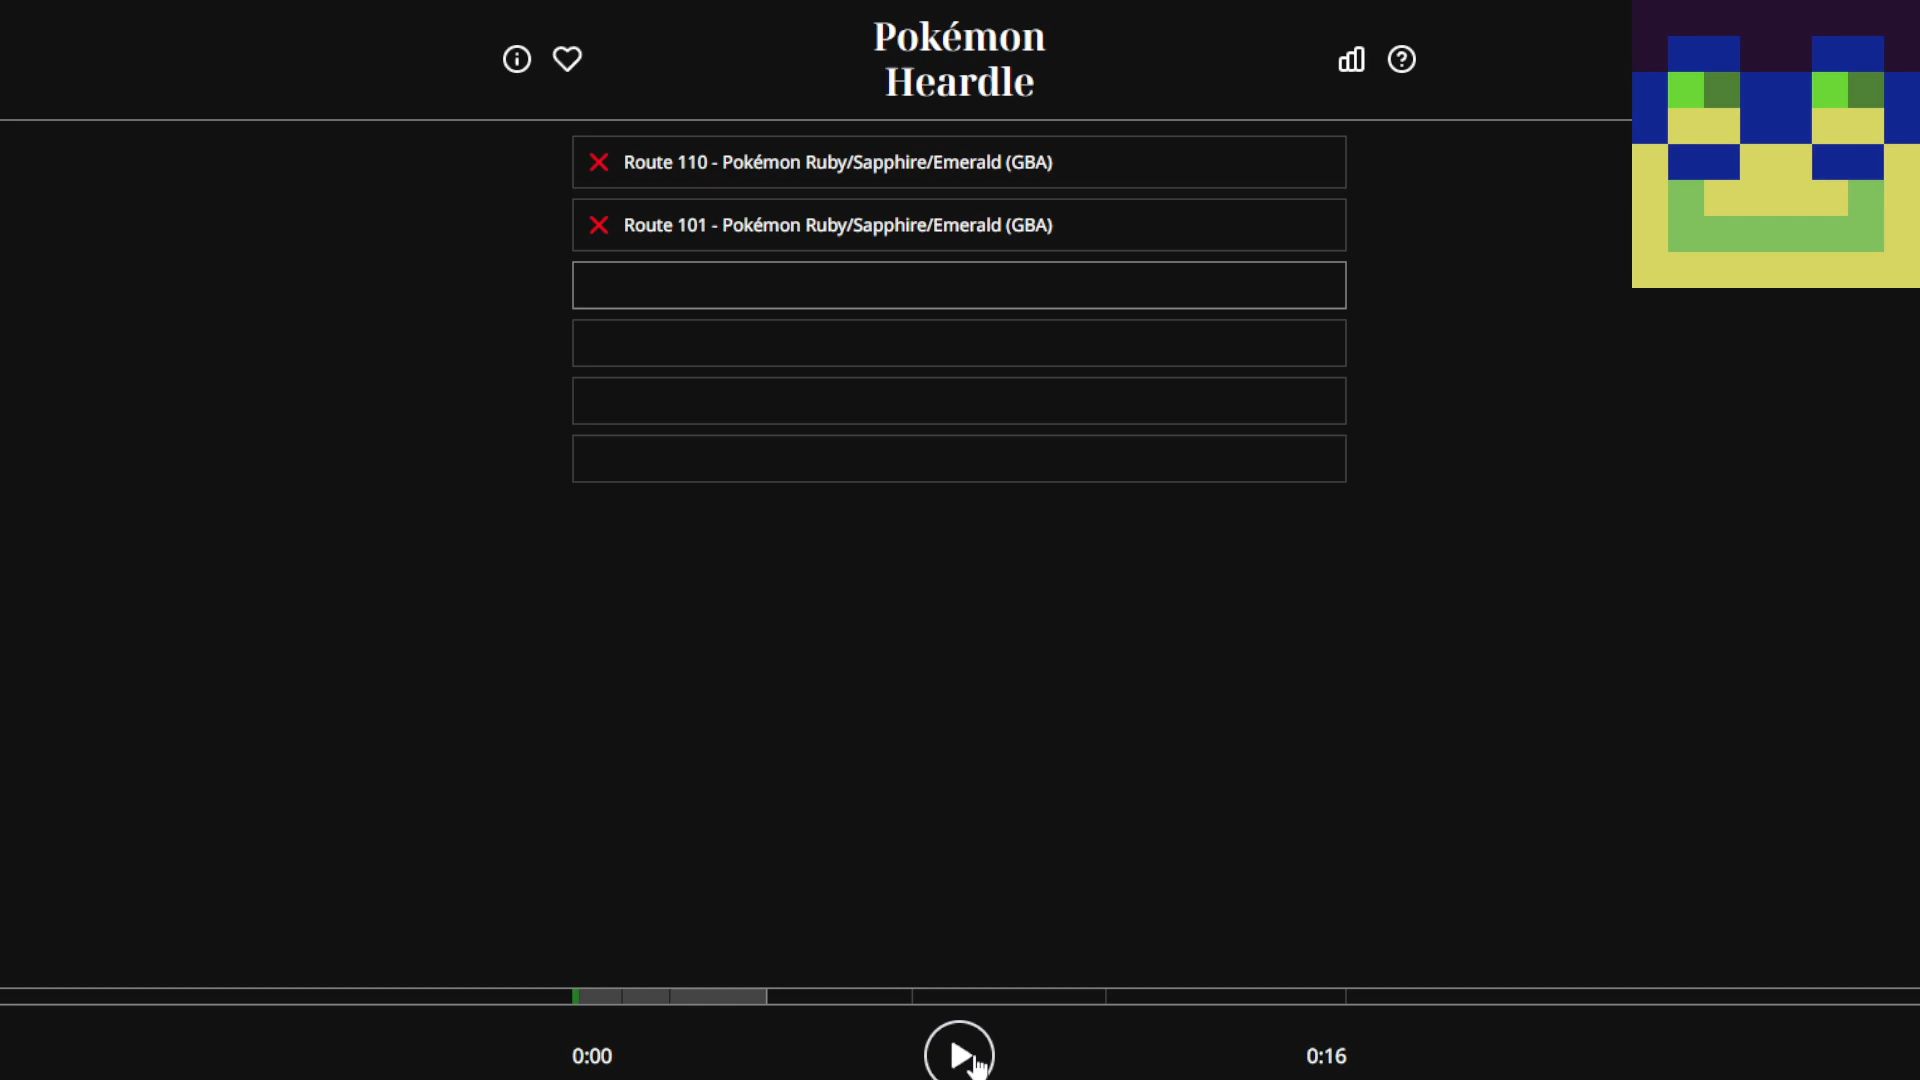 Pokémon
Heardle
Route 110 - Pokémon Ruby/Sapphire/Emerald (GBA)
Route 101 - Pokémon Ruby/Sapphire/Emerald (GBA)
0:00
0:16